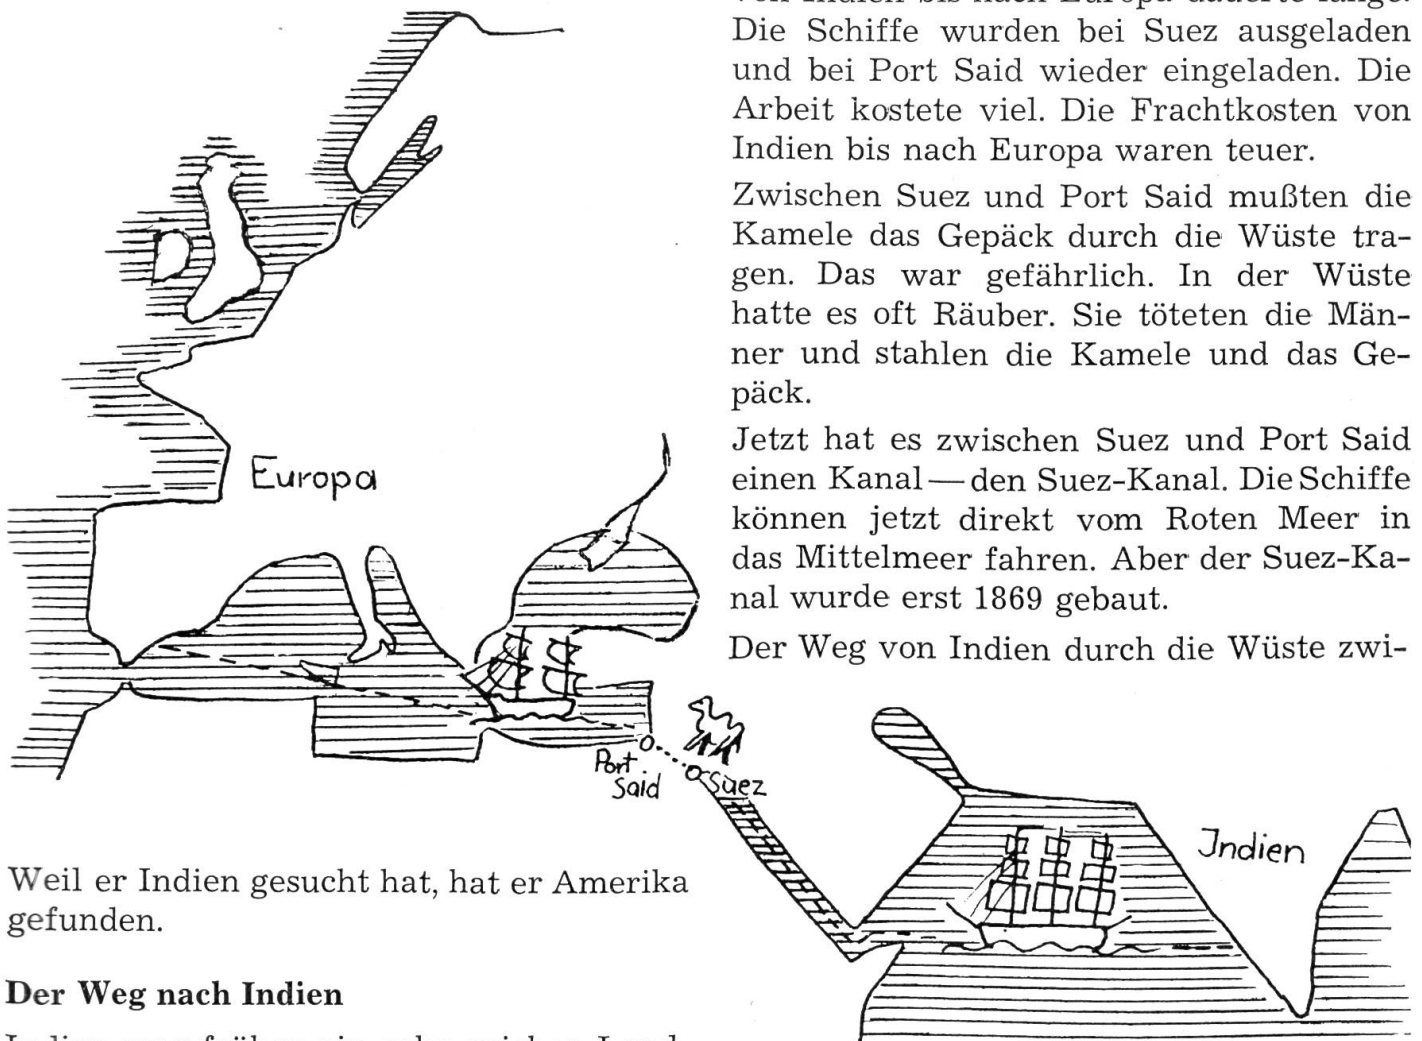 von Indien bis nach Europa dauerte lange.
Die Schiffe wurden bei Suez ausgeladen
und bei Port Said wieder eingeladen. Die
Arbeit kostete viel. Die Frachtkosten von
Indien bis nach Europa waren teuer.
Zwischen Suez und Port Said mußten die
Kamele das Gepäck durch die Wüste tra-
gen. Das war gefährlich. In der Wüste
hatte es oft Räuber. Sie töteten die Män-
ner und stahlen die Kamele und das Ge-
päck.
Jetzt hat es zwischen Suez und Port Said
einen Kanal — den Suez-Kanal. Die Schiffe
können jetzt direkt vom Roten Meer in
das Mittelmeer fahren. Aber der Suez-Ka-
nal wurde erst 1869 gebaut.
Der Weg von Indien durch die Wüste zwi-
Europa
Port
Said
Suez
Indien
Weil er Indien gesucht hat, hat er Amerika
gefunden.
Der Weg nach Indien